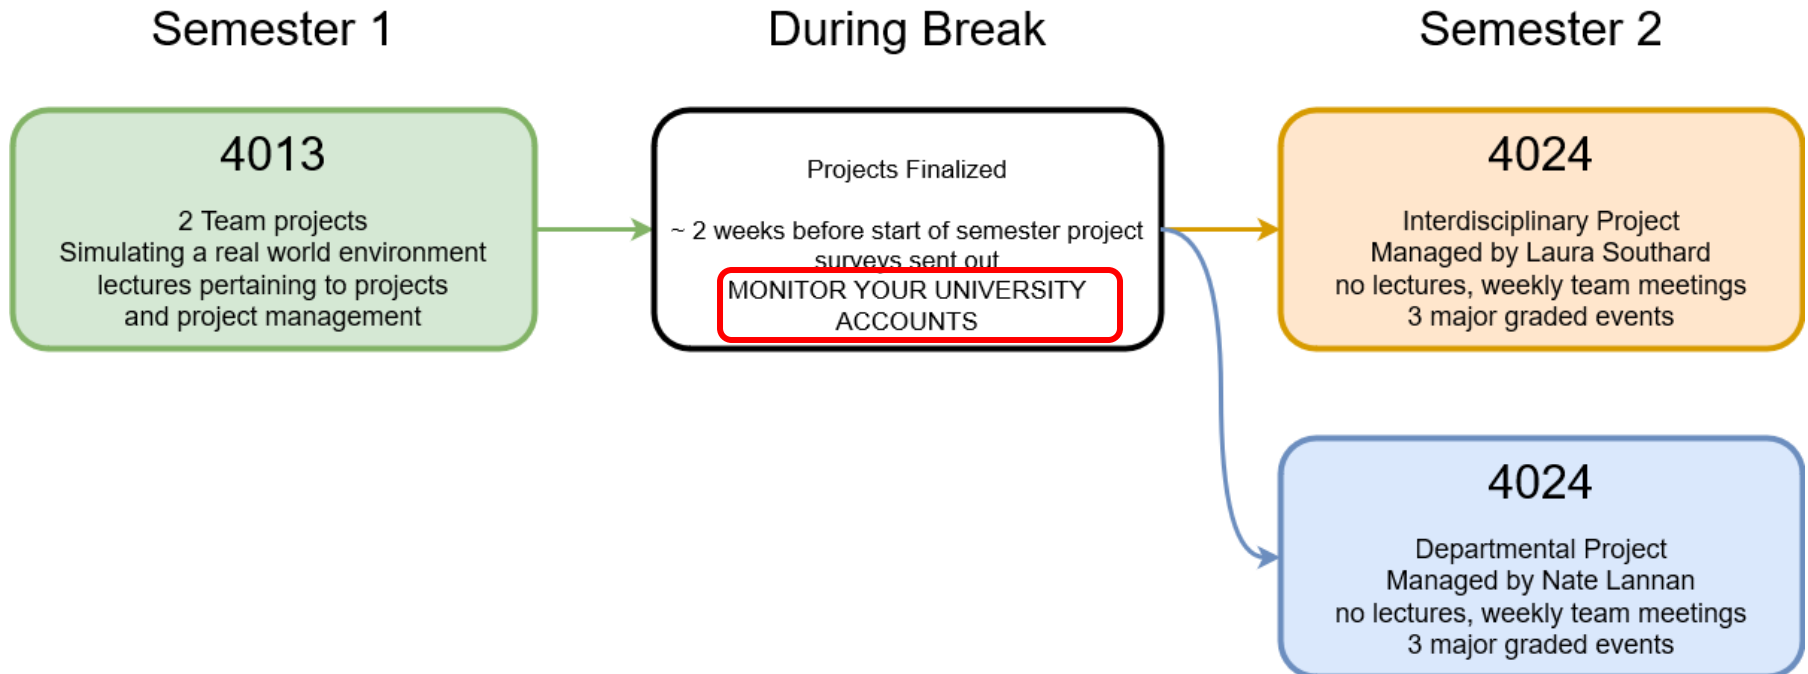 Semester 1
During Break
Semester 2
4013
2 Team projects
Simulating a real world environment
lectures pertaining to projects
and project management
Projects Finalized
~ 2 weeks before start of semester project
surveys sent out
MONITOR YOUR UNIVERSITY
ACCOUNTS
4024
Interdisciplinary Project
Managed by Laura Southard
no lectures, weekly team meetings
3 major graded events
4024
Departmental Project
Managed by Nate Lannan
no lectures, weekly team meetings
3 major graded events